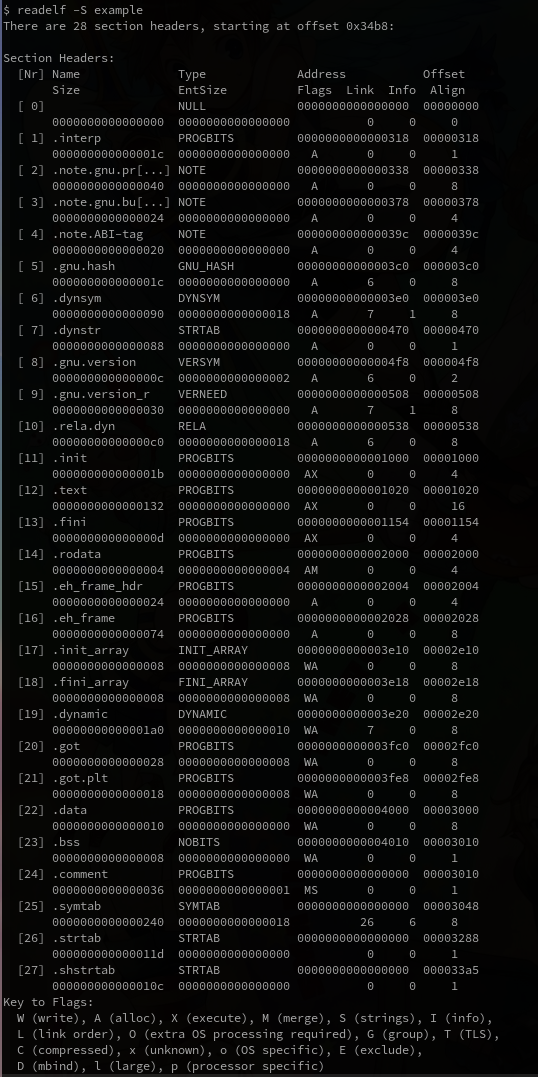 $ readelf -S example
There are 28 section headers, starting at offset 0x34b8:

Section Headers:
  [Nr] Name              Type             Address           Offset
       Size              EntSize          Flags  Link  Info  Align
  [ 0]                   NULL             0000000000000000  00000000
       0000000000000000  0000000000000000           0     0     0
  [ 1] .interp           PROGBITS         0000000000000318  00000318
       000000000000001c  0000000000000000   A       0     0     1
  [ 2] .note.gnu.pr[...] NOTE             0000000000000338  00000338
       0000000000000040  0000000000000000   A       0     0     8
  [ 3] .note.gnu.bu[...] NOTE             0000000000000378  00000378
       0000000000000024  0000000000000000   A       0     0     4
  [ 4] .note.ABI-tag     NOTE             000000000000039c  0000039c
       0000000000000020  0000000000000000   A       0     0     4
  [ 5] .gnu.hash         GNU_HASH         00000000000003c0  000003c0
       000000000000001c  0000000000000000   A       6     0     8
  [ 6] .dynsym           DYNSYM           00000000000003e0  000003e0
       0000000000000090  0000000000000018   A       7     1     8
  [ 7] .dynstr           STRTAB           0000000000000470  00000470
       0000000000000088  0000000000000000   A       0     0     1
  [ 8] .gnu.version      VERSYM           00000000000004f8  000004f8
       000000000000000c  0000000000000002   A       6     0     2
  [ 9] .gnu.version_r    VERNEED          0000000000000508  00000508
       0000000000000030  0000000000000000   A       7     1     8
  [10] .rela.dyn         RELA             0000000000000538  00000538
       00000000000000c0  0000000000000018   A       6     0     8
  [11] .init             PROGBITS         0000000000001000  00001000
       000000000000001b  0000000000000000  AX       0     0     4
  [12] .text             PROGBITS         0000000000001020  00001020
       0000000000000132  0000000000000000  AX       0     0     16
  [13] .fini             PROGBITS         0000000000001154  00001154
       000000000000000d  0000000000000000  AX       0     0     4
  [14] .rodata           PROGBITS         0000000000002000  00002000
       0000000000000004  0000000000000004  AM       0     0     4
  [15] .eh_frame_hdr     PROGBITS         0000000000002004  00002004
       0000000000000024  0000000000000000   A       0     0     4
  [16] .eh_frame         PROGBITS         0000000000002028  00002028
       0000000000000074  0000000000000000   A       0     0     8
  [17] .init_array       INIT_ARRAY       0000000000003e10  00002e10
       0000000000000008  0000000000000008  WA       0     0     8
  [18] .fini_array       FINI_ARRAY       0000000000003e18  00002e18
       0000000000000008  0000000000000008  WA       0     0     8
  [19] .dynamic          DYNAMIC          0000000000003e20  00002e20
       00000000000001a0  0000000000000010  WA       7     0     8
  [20] .got              PROGBITS         0000000000003fc0  00002fc0
       0000000000000028  0000000000000008  WA       0     0     8
  [21] .got.plt          PROGBITS         0000000000003fe8  00002fe8
       0000000000000018  0000000000000008  WA       0     0     8
  [22] .data             PROGBITS         0000000000004000  00003000
       0000000000000010  0000000000000000  WA       0     0     8
  [23] .bss              NOBITS           0000000000004010  00003010
       0000000000000008  0000000000000000  WA       0     0     1
  [24] .comment          PROGBITS         0000000000000000  00003010
       0000000000000036  0000000000000001  MS       0     0     1
  [25] .symtab           SYMTAB           0000000000000000  00003048
       0000000000000240  0000000000000018          26     6     8
  [26] .strtab           STRTAB           0000000000000000  00003288
       000000000000011d  0000000000000000           0     0     1
  [27] .shstrtab         STRTAB           0000000000000000  000033a5
       000000000000010c  0000000000000000           0     0     1
Key to Flags:
  W (write), A (alloc), X (execute), M (merge), S (strings), I (info),
  L (link order), O (extra OS processing required), G (group), T (TLS),
  C (compressed), x (unknown), o (OS specific), E (exclude),
  D (mbind), l (large), p (processor specific)